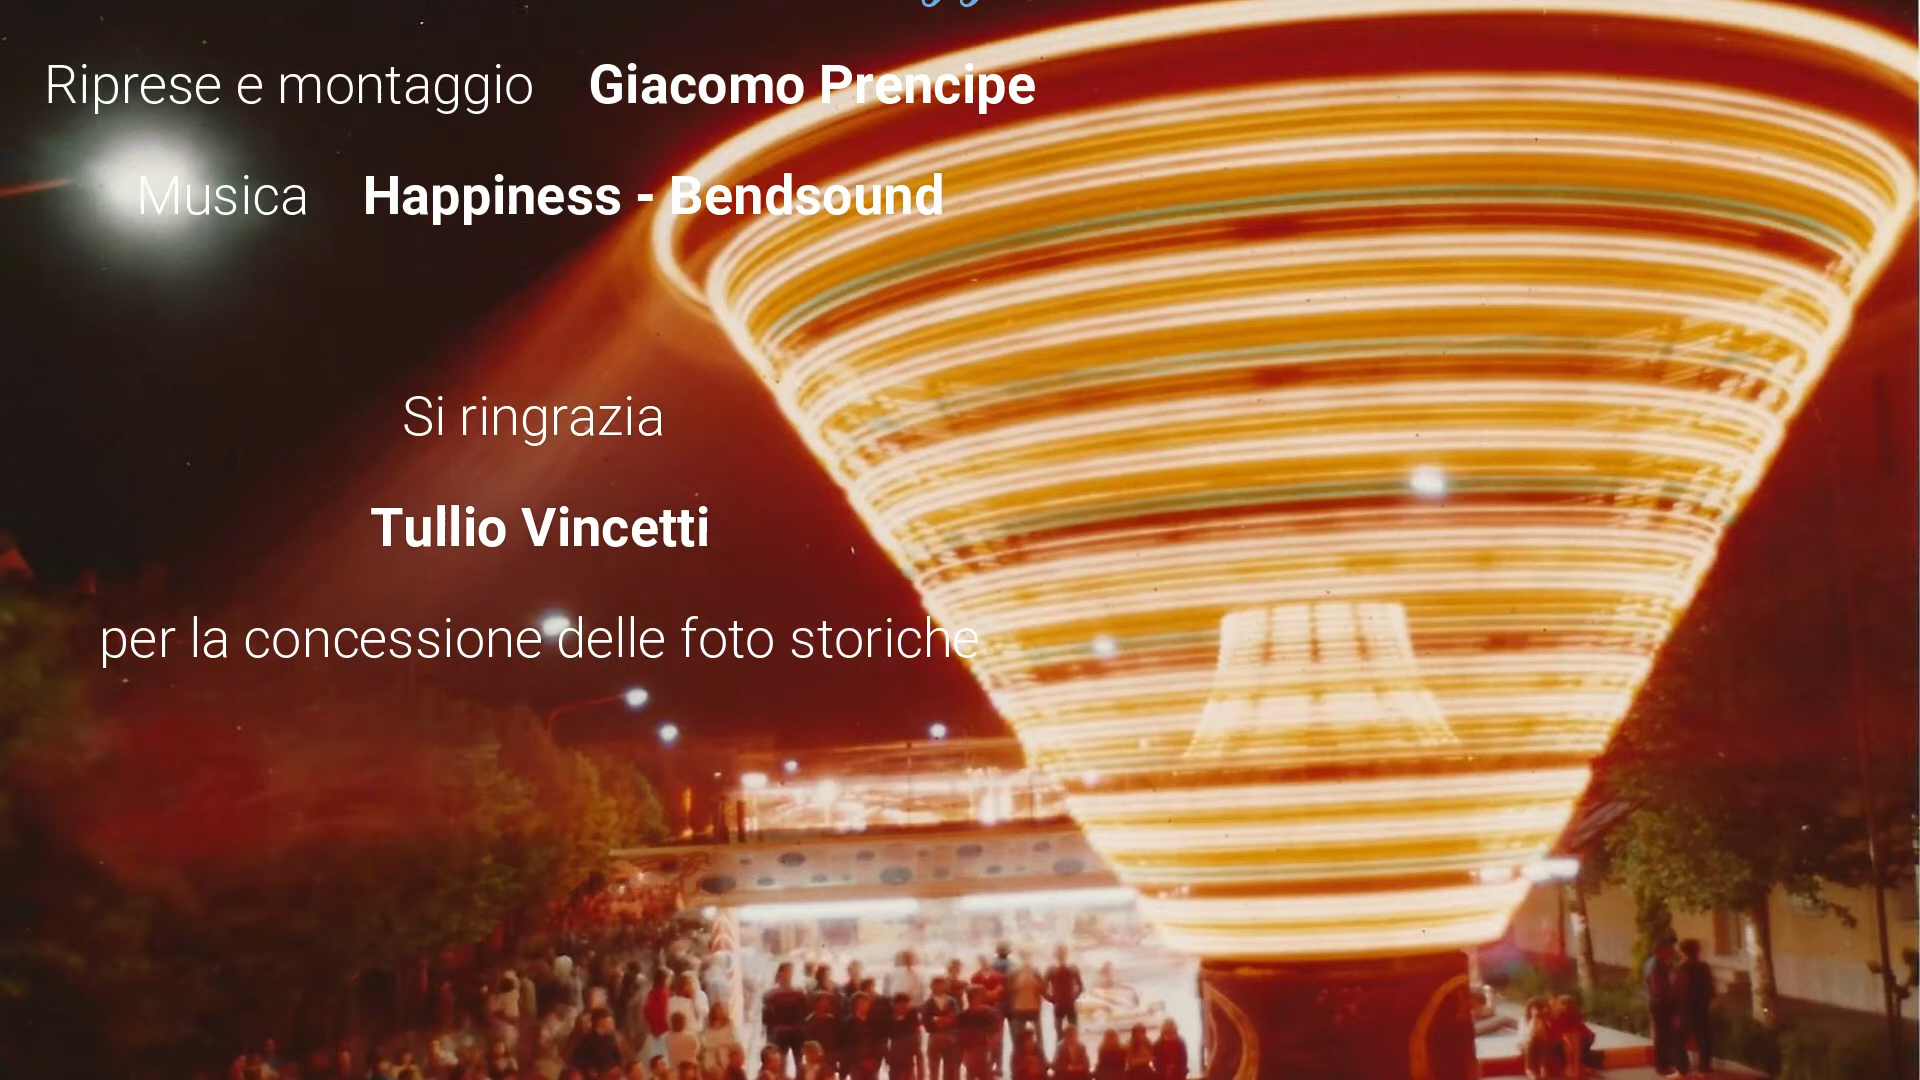 Riprese e montaggio Giacomo Prencipe
Musica Happiness - Bendsound
Si ringrazia
Tullio Vincetti
per la concessione delle foto storiche